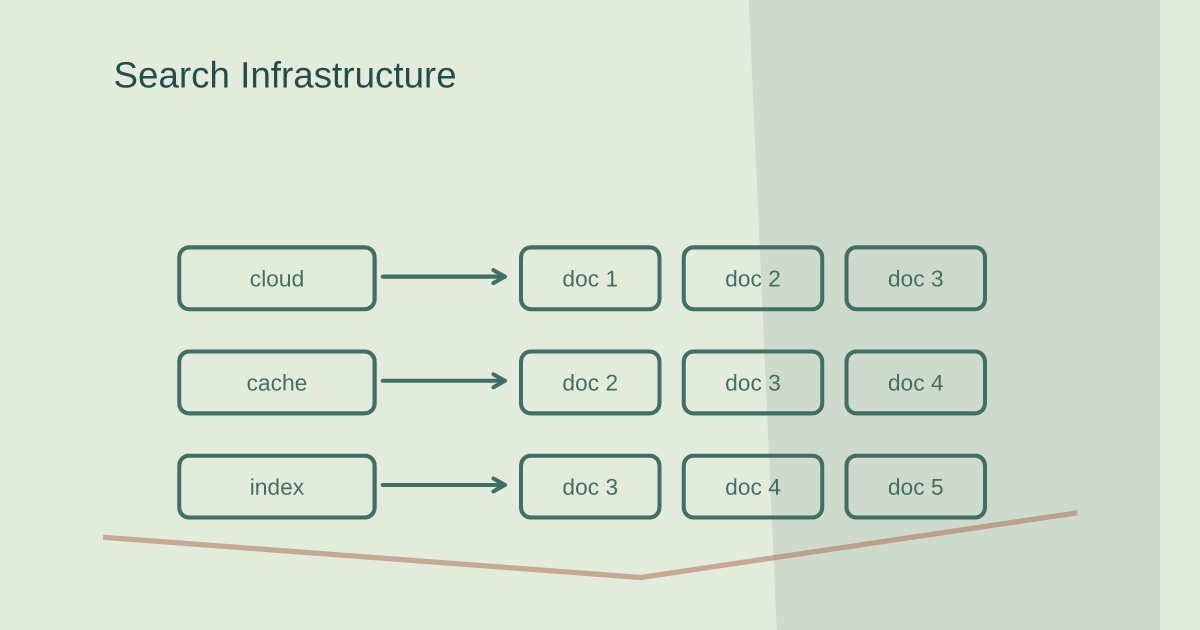 Search Infrastructure
cloud doc 1 doc 2 doc 3
cache doc 2 doc 3 doc 4
index doc 3 doc 4 doc 5